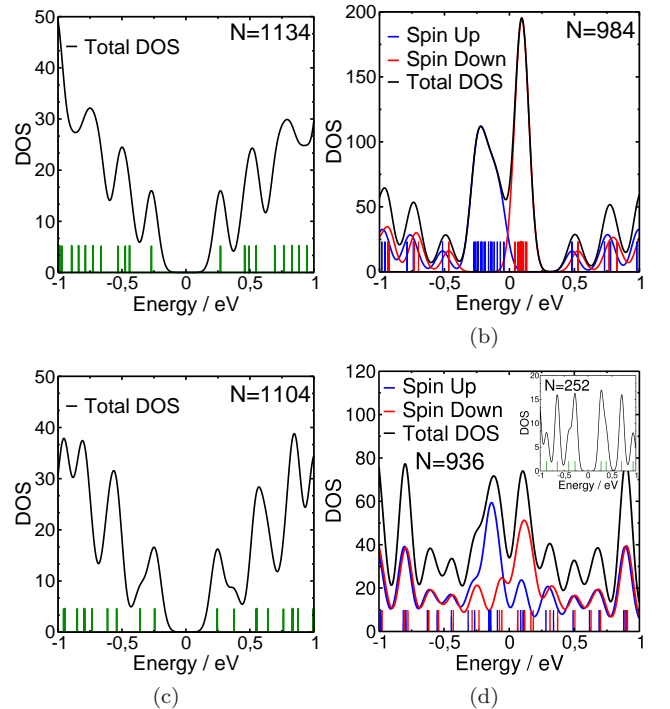 50
40
30
20
10
0
DOS
Total DOS
N=1134
-1
-0,5
0
0,5
1
Energy / eV
200
150
100
50
0
DOS
Spin Up
Spin Down
Total DOS
N=984
-1
-0,5
0
0,5
1
Energy / eV
(b)
50
40
30
20
10
0
DOS
Total DOS
N=1104
-1
-0,5
0
0,5
1
Energy / eV
(c)
120
100
80
60
40
20
0
DOS
Spin Up
Spin Down
Total DOS
N=936
-1
-0,5
0
0,5
1
Energy / eV
20
15
10
5
0
DOS
N=252
-1
-0,5
0
0,5
1
Energy / eV
(d)